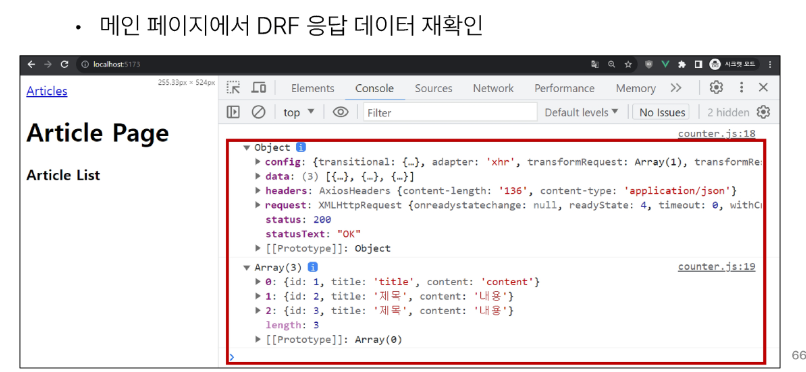 • 메인 페이지에서 DRF 응답 데이터 재확인
localhost:5173
시크릿 모드
Articles
255.33px × 524px
Elements Console Sources Network Performance Memory
top Filter Default levels No Issues 2 hidden
Article Page
Article List
counter.js:18
Object
config: {transitional: {…}, adapter: 'xhr', transformRequest: Array(1), transformRe
data: (3) [{…}, {…}, {…}]
headers: AxiosHeaders {content-length: '136', content-type: 'application/json'}
request: XMLHttpRequest {onreadystatechange: null, readyState: 4, timeout: 0, withC
status: 200
statusText: "OK"
[[Prototype]]: Object
counter.js:19
Array(3)
0: {id: 1, title: 'title', content: 'content'}
1: {id: 2, title: '제목', content: '내용'}
2: {id: 3, title: '제목', content: '내용'}
length: 3
[[Prototype]]: Array(0)
66